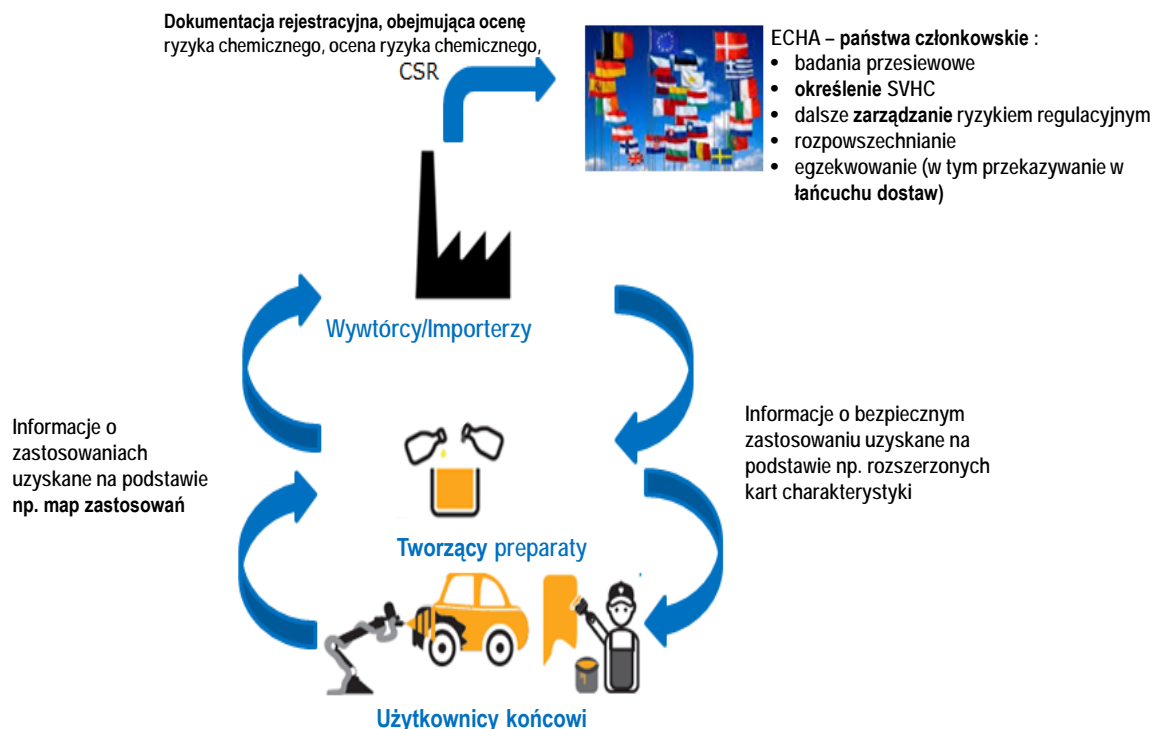 Dokumentacja rejestracyjna, obejmująca ocenę
ryzyka chemicznego, ocena ryzyka chemicznego,
CSR
ECHA – państwa członkowskie :
• badania przesiewowe
• określenie SVHC
• dalsze zarządzanie ryzykiem regulacyjnym
• rozpowszechnianie
• egzekwowanie (w tym przekazywanie w
łańcuchu dostaw)
Wywtórcy/Importerzy
Informacje o
zastosowaniach
uzyskane na podstawie
np. map zastosowań
Informacje o bezpiecznym
zastosowaniu uzyskane na
podstawie np. rozszerzonych
kart charakterystyki
Tworzący preparaty
Użytkownicy końcowi